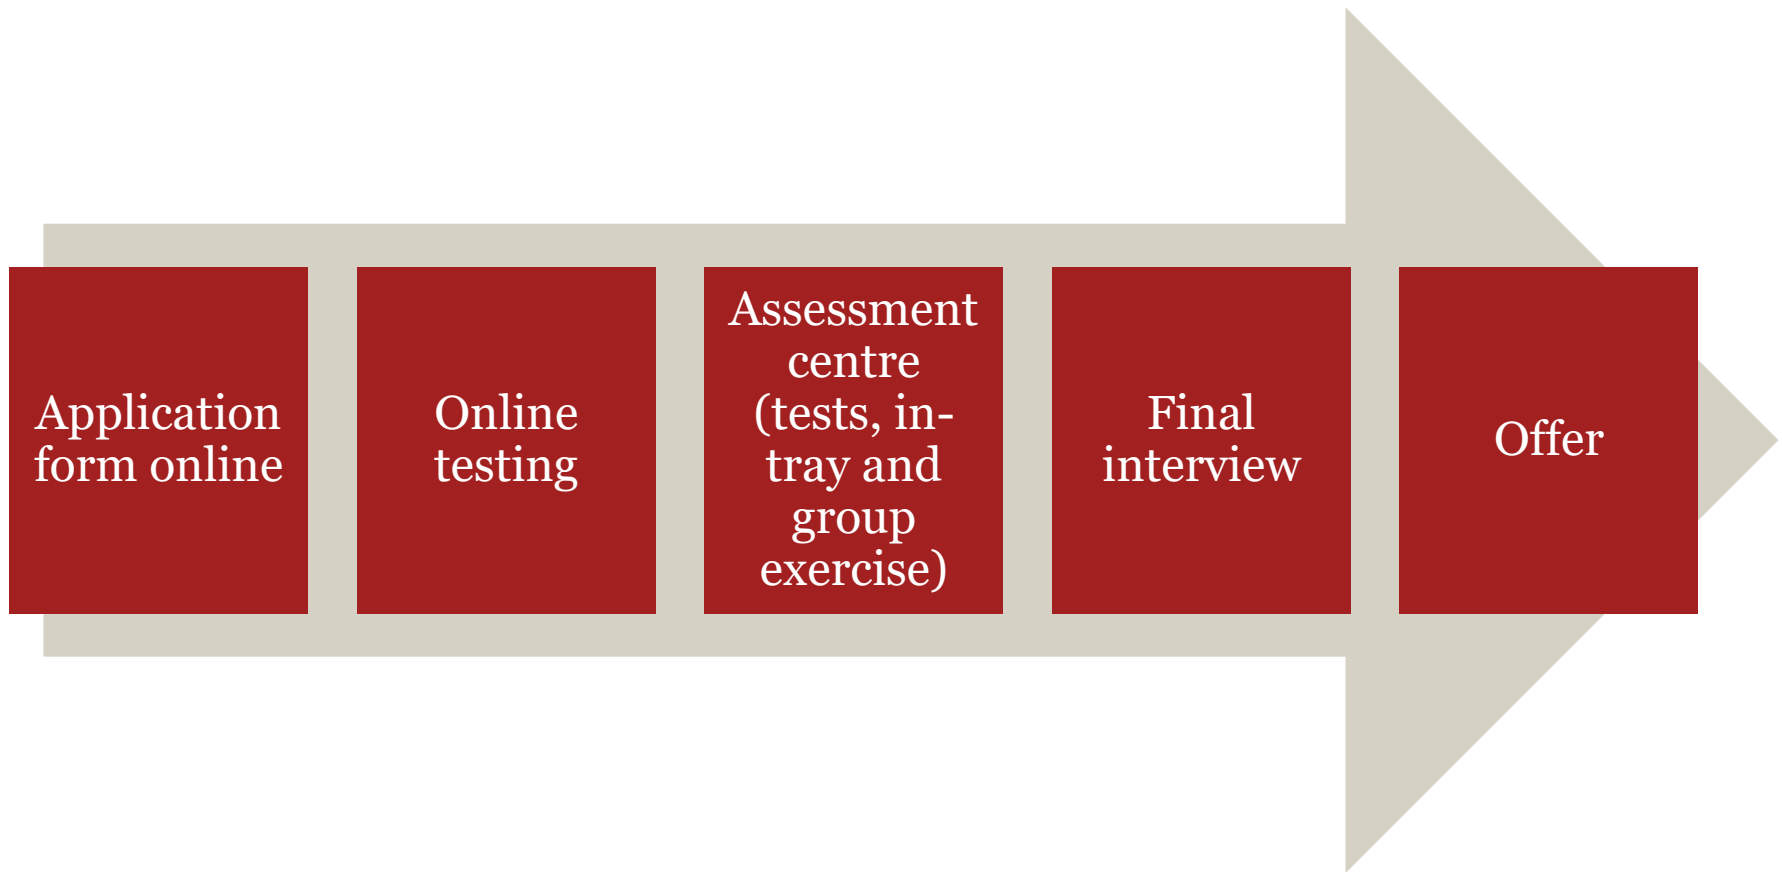 Application
form online
Online
testing
Assessment
centre
(tests, in-
tray and
group
exercise)
Final
interview
Offer